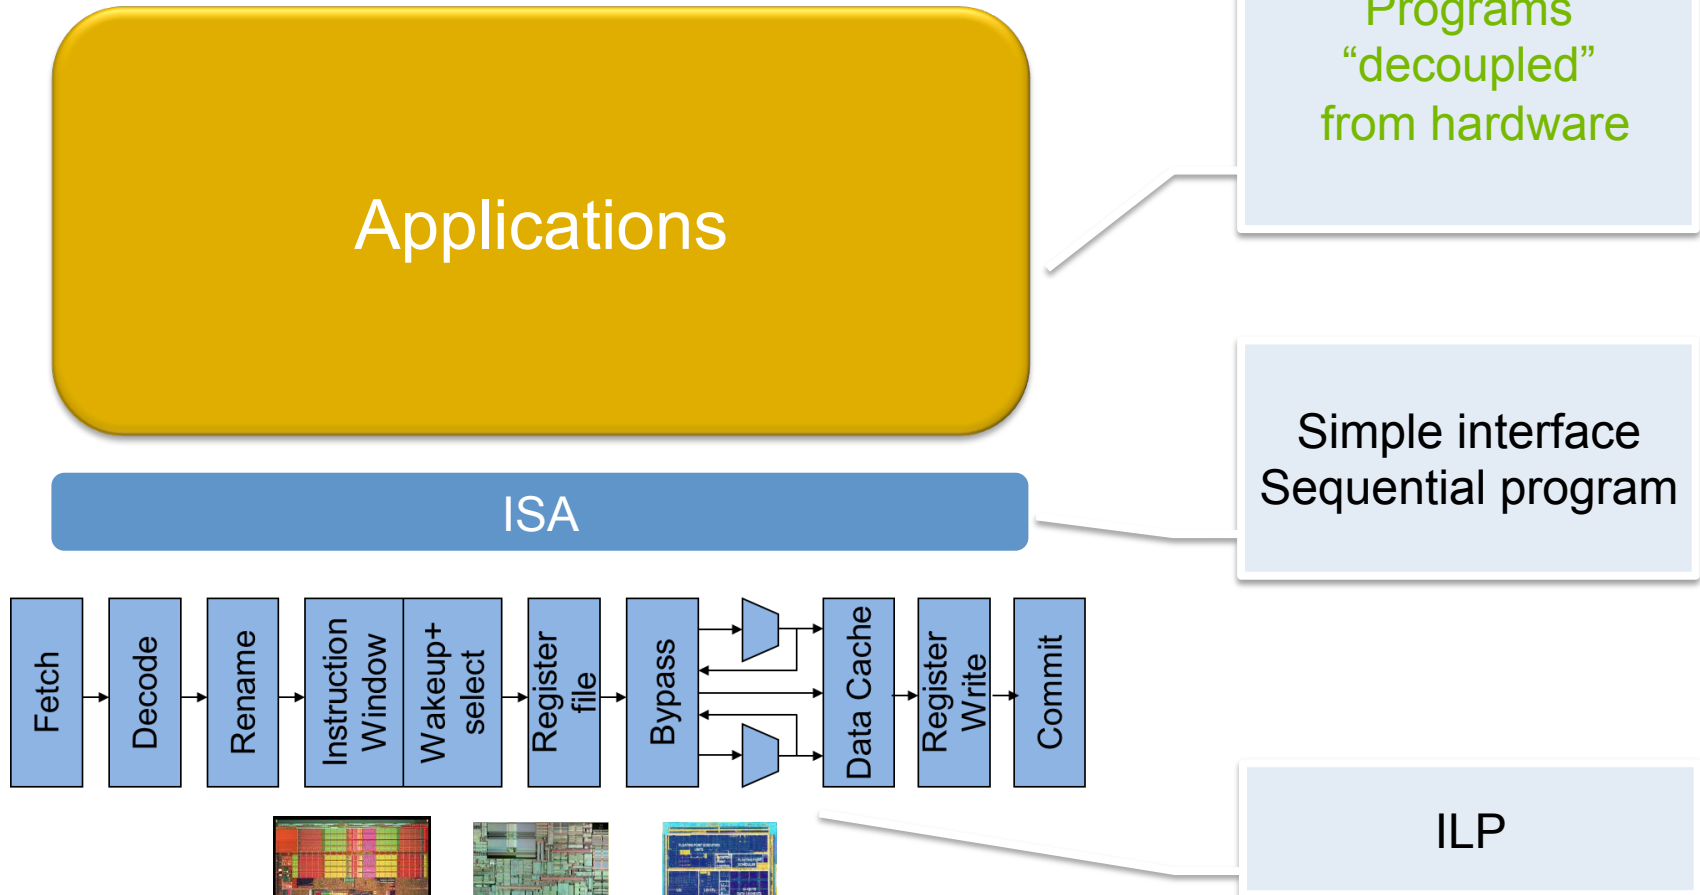 Programs
“decoupled”
from hardware
Applications
Simple interface
Sequential program
ISA
Fetch
Decode
Rename
Instruction
Window
Wakeup+
select
Register
file
Bypass
Data Cache
Register
Write
Commit
ILP